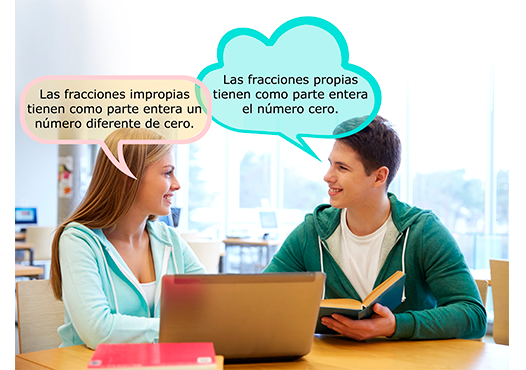 Las fracciones impropias
tienen como parte entera un
número diferente de cero.
Las fracciones propias
tienen como parte entera
el número cero.